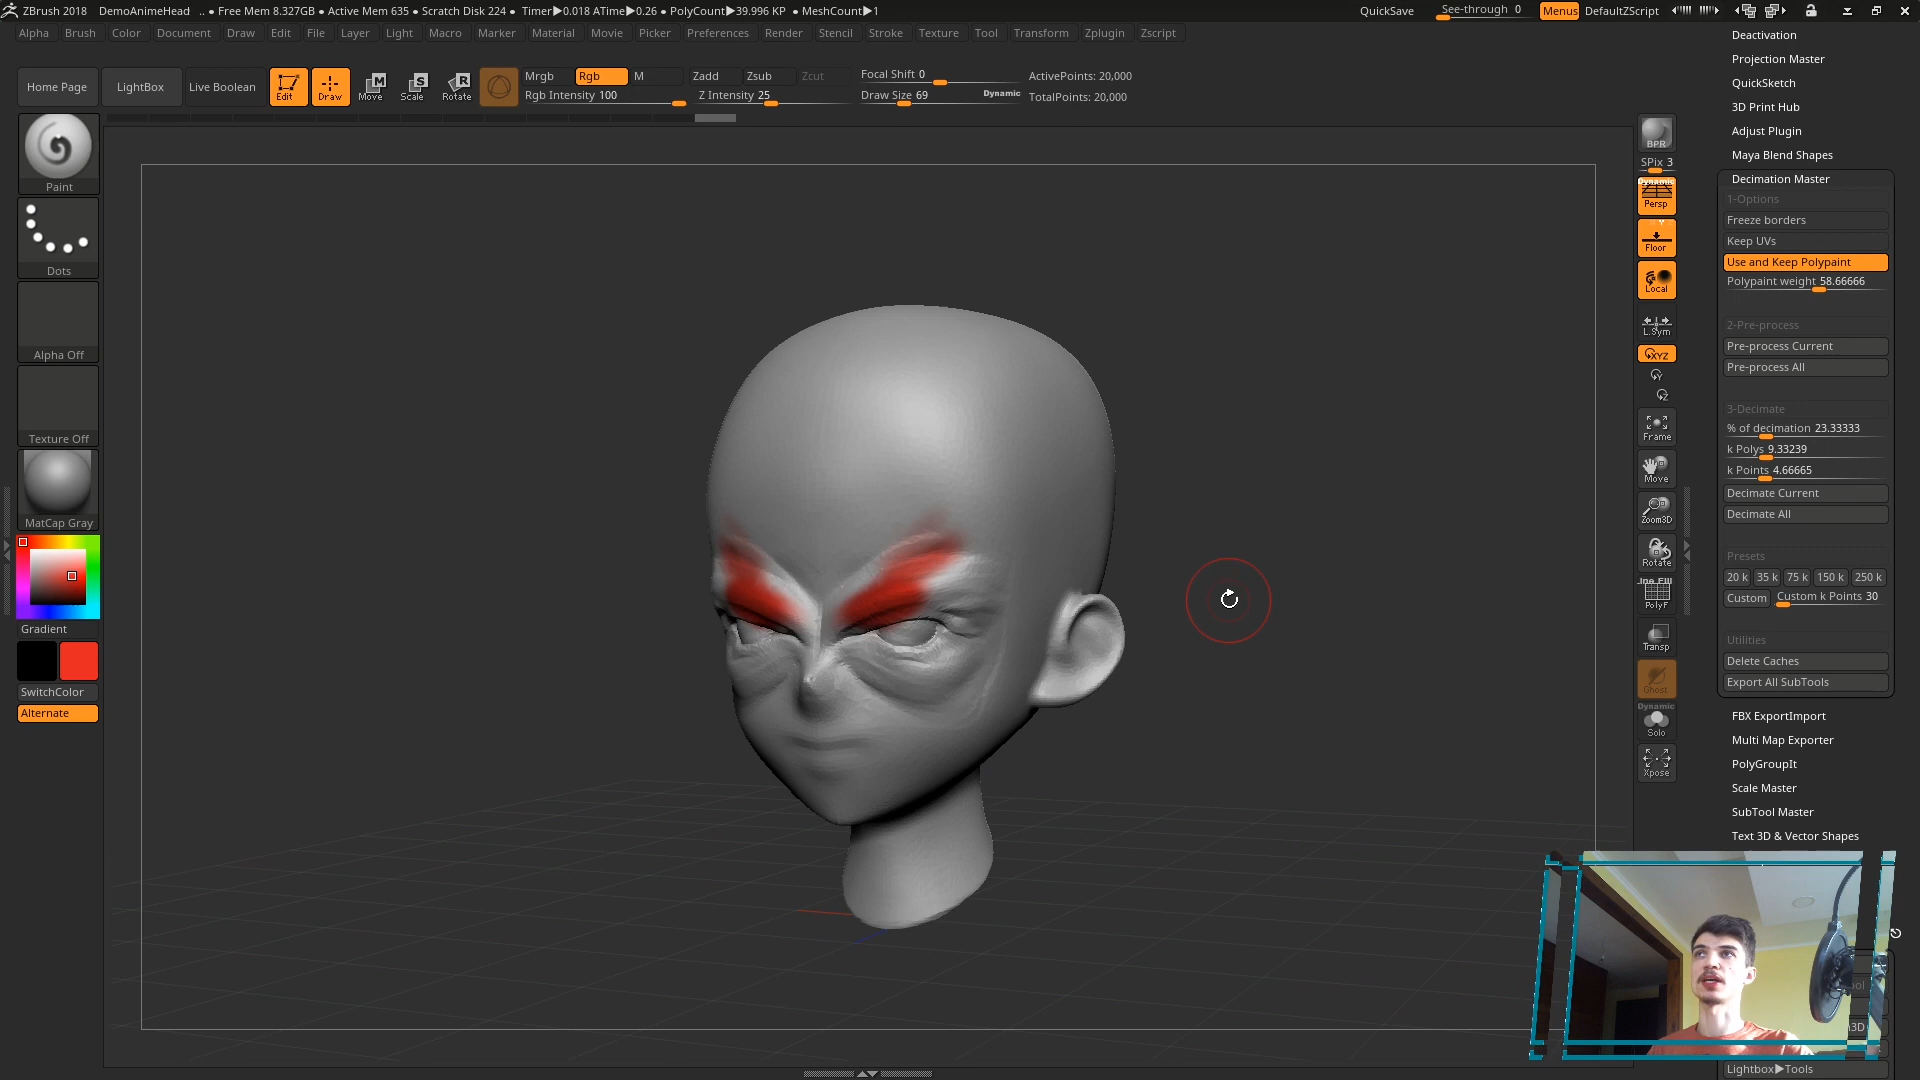 ZBrush 2018 DemoAnimeHead .. • Free Mem 8.327GB • Active Mem 635 • Scratch Disk 224 • Timer▶0.018 ATime▶0.26 • PolyCount▶39.996 KP • MeshCount▶1 QuickSave See-through 0 Menus DefaultZScript
Alpha Brush Color Document Draw Edit File Layer Light Macro Marker Material Movie Picker Preferences Render Stencil Stroke Texture Tool Transform Zplugin Zscript
Home Page LightBox Live Boolean Edit Draw Move Scale Rotate
Mrgb Rgb M Zadd Zsub Zcut Focal Shift 0 ActivePoints: 20,000
Rgb Intensity 100 Z Intensity 25 Draw Size 69 Dynamic TotalPoints: 20,000
Paint
Dots
Alpha Off
Texture Off
MatCap Gray
Gradient
SwitchColor
Alternate
BPR
SPix 3
Dynamic
Persp
Floor
Local
L.Sym
XYZ
Y
Z
Frame
Move
Zoom3D
Rotate
Line Fill
PolyF
Transp
Ghost
Dynamic
Solo
Xpose
Deactivation
Projection Master
QuickSketch
3D Print Hub
Adjust Plugin
Maya Blend Shapes
Decimation Master
1-Options
Freeze borders
Keep UVs
Use and Keep Polypaint
Polypaint weight 58.66666
2-Pre-process
Pre-process Current
Pre-process All
3-Decimate
% of decimation 23.33333
k Polys 9.33239
k Points 4.66665
Decimate Current
Decimate All
Presets
20 k 35 k 75 k 150 k 250 k
Custom Custom k Points 30
Utilities
Delete Caches
Export All SubTools
FBX ExportImport
Multi Map Exporter
PolyGroupIt
Scale Master
SubTool Master
Text 3D & Vector Shapes
Lightbox▶Tools